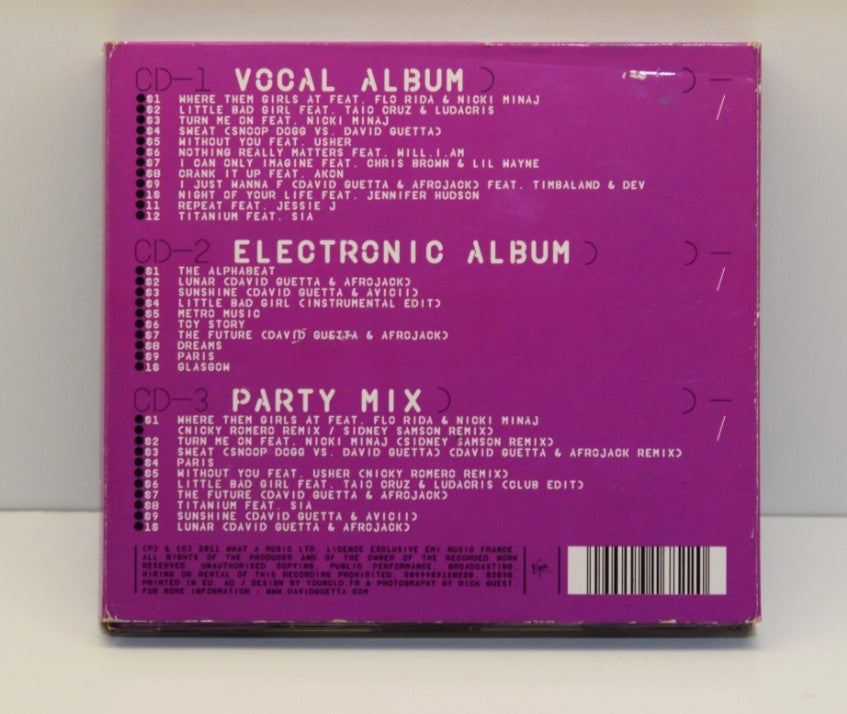 CD-1 VOCAL ALBUM
01 WHERE THEM GIRLS AT FEAT. FLO RIDA & NICKI MINAJ
02 LITTLE BAD GIRL FEAT. TAIO CRUZ & LUDACRIS
03 TURN ME ON FEAT. NICKI MINAJ
04 SWEAT (SNOOP DOGG VS. DAVID GUETTA)
05 WITHOUT YOU FEAT. USHER
06 NOTHING REALLY MATTERS FEAT. WILL.I.AM
07 I CAN ONLY IMAGINE FEAT. CHRIS BROWN & LIL WAYNE
08 CRANK IT UP FEAT. AKON
09 I JUST WANNA F (DAVID GUETTA & AFROJACK) FEAT. TIMBALAND & DEV
10 NIGHT OF YOUR LIFE FEAT. JENNIFER HUDSON
11 REPEAT FEAT. JESSIE J
12 TITANIUM FEAT. SIA
CD-2 ELECTRONIC ALBUM
01 THE ALPHABEAT
02 LUNAR (DAVID GUETTA & AFROJACK)
03 SUNSHINE (DAVID GUETTA & AVICII)
04 LITTLE BAD GIRL (INSTRUMENTAL EDIT)
05 METRO MUSIC
06 TOY STORY
07 THE FUTURE (DAVID GUETTA & AFROJACK)
08 DREAMS
09 PARIS
10 GLASGOW
CD-3 PARTY MIX
01 WHERE THEM GIRLS AT FEAT. FLO RIDA & NICKI MINAJ
(NICKY ROMERO REMIX / SIDNEY SAMSON REMIX)
02 TURN ME ON FEAT. NICKI MINAJ (SIDNEY SAMSON REMIX)
03 SWEAT (SNOOP DOGG VS. DAVID GUETTA) (DAVID GUETTA & AFROJACK REMIX)
04 PARIS
05 WITHOUT YOU FEAT. USHER (NICKY ROMERO REMIX)
06 LITTLE BAD GIRL FEAT. TAIO CRUZ & LUDACRIS (CLUB EDIT)
07 THE FUTURE (DAVID GUETTA & AFROJACK)
08 TITANIUM FEAT. SIA
09 SUNSHINE (DAVID GUETTA & AVICII)
10 LUNAR (DAVID GUETTA & AFROJACK)
(P) & (C) 2011 WHAT A MUSIC LTD, LICENCE EXCLUSIVE EMI MUSIC FRANCE.
ALL RIGHTS OF THE PRODUCER AND OF THE OWNER OF THE RECORDED WORK
RESERVED. UNAUTHORISED COPYING, PUBLIC PERFORMANCE, BROADCASTING,
HIRING OR RENTAL OF THIS RECORDING PROHIBITED.
PRINTED IN EU. AD / DESIGN BY YOUROLD.FR & PHOTOGRAPHY BY RICK GUEST.
FOR MORE INFORMATION : WWW.DAVIDGUETTA.COM
Virgin